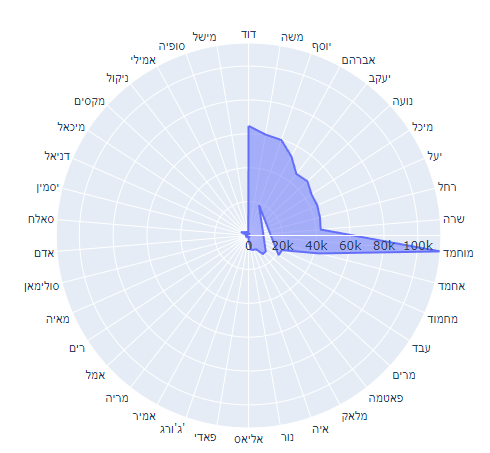 דוד
משה
יוסף
אברהם
יעקב
נועה
מיכל
יעל
רחל
שרה
מוחמד
אחמד
מחמוד
עבד
מרים
פאטמה
מלאק
איה
נור
אליאס
פאדי
ג'ורג'
אמיר
מריה
אמל
רים
מאיה
סולימאן
אדם
סאלח
יסמין
דניאל
מיכאל
מקסים
ניקול
אמילי
סופיה
מישל
0 20k 40k 60k 80k 100k